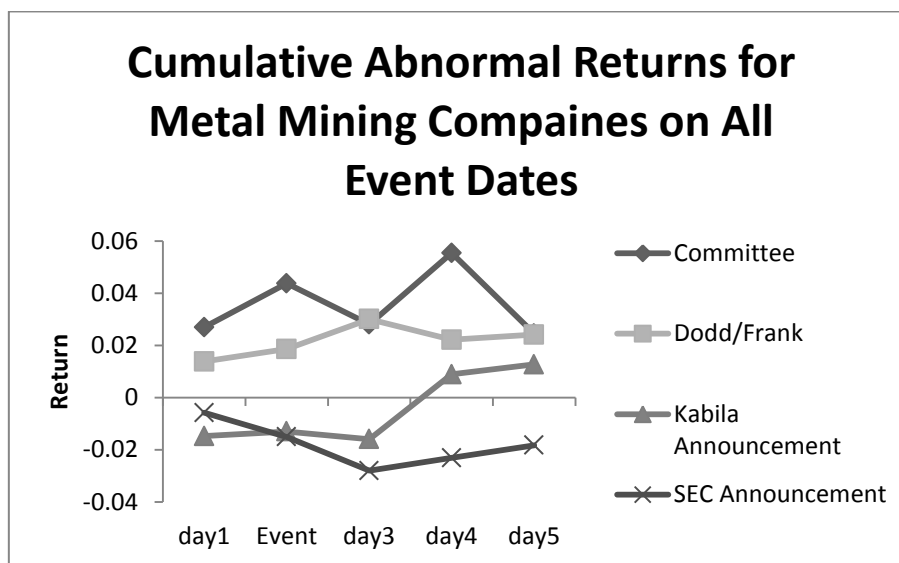 Cumulative Abnormal Returns for
Metal Mining Compaines on All
Event Dates
0.06
0.04
0.02
0
-0.02
-0.04
Return
day1 Event day3 day4 day5
Committee
Dodd/Frank
Kabila
Announcement
SEC Announcement